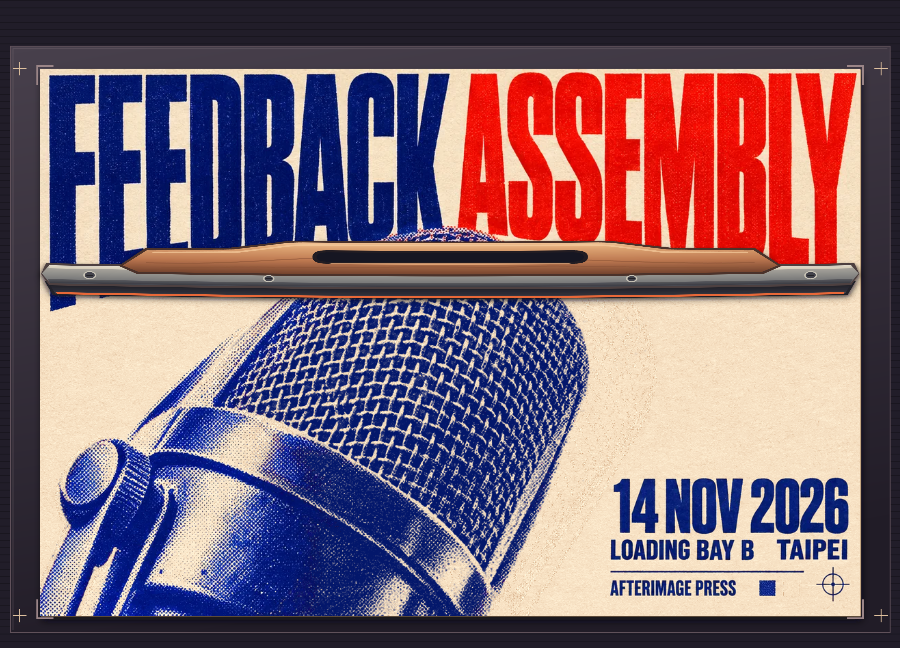 FEEDBACK ASSEMBLY
14 NOV 2026
LOADING BAY B TAIPEI
AFTERIMAGE PRESS